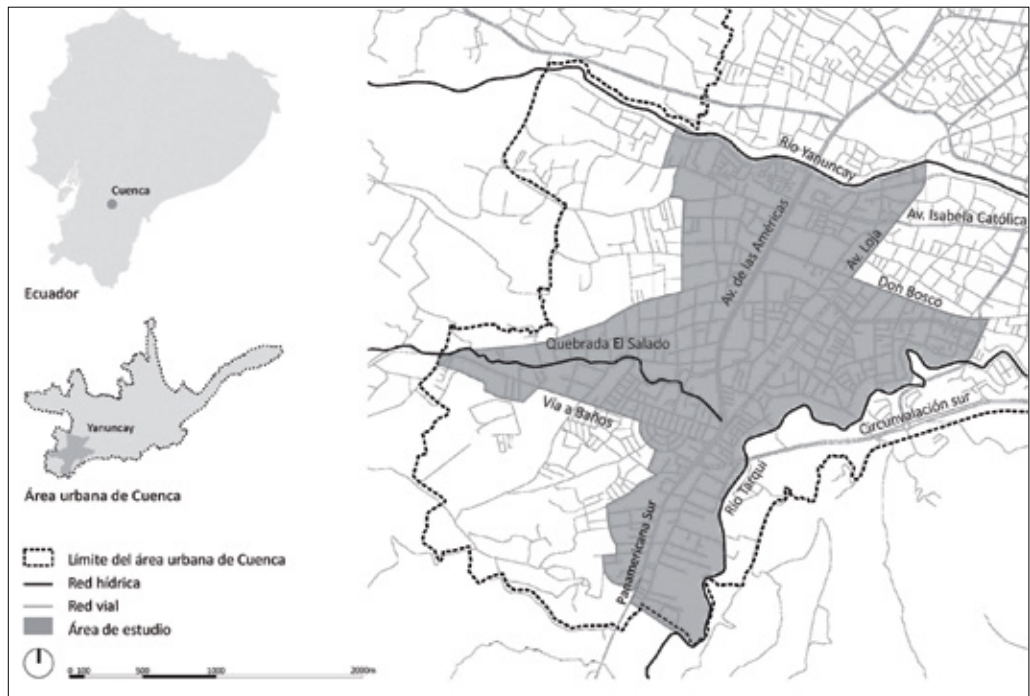 Cuenca
Ecuador
Yanuncay
Área urbana de Cuenca
Límite del área urbana de Cuenca
Red hídrica
Red vial
Área de estudio
0 100 500 1000 2000m
Río Yanuncay
Av. Isabela Católica
Av. de las Américas
Av. Loja
Don Bosco
Quebrada El Salado
Vía a Baños
Circunvalación sur
Río Tarqui
Panamericana Sur